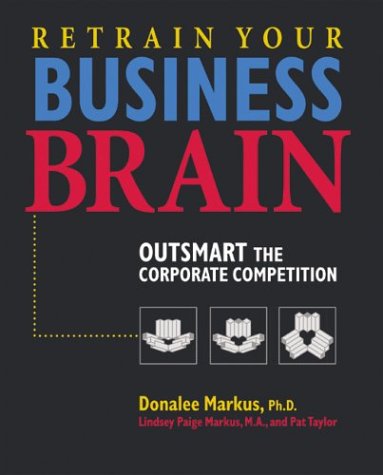 RETRAIN YOUR
BUSINESS
BRAIN
OUTSMART THE
CORPORATE COMPETITION
Donalee Markus, Ph.D.
Lindsey Paige Markus, M.A., and Pat Taylor